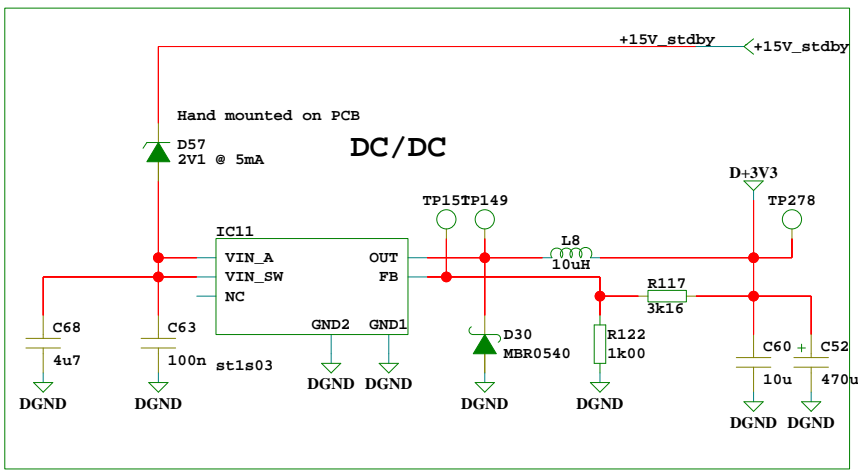 +15V_stdby
+15V_stdby
Hand mounted on PCB
D57
2V1 @ 5mA
DC/DC
D+3V3
TP151
TP149
TP278
IC11
L8
10uH
VIN_A
OUT
VIN_SW
FB
NC
R117
3k16
GND2
GND1
C68
4u7
C63
100n
st1s03
D30
MBR0540
R122
1k00
C60
10u
+
C52
470u
DGND
DGND
DGND
DGND
DGND
DGND
DGND
DGND